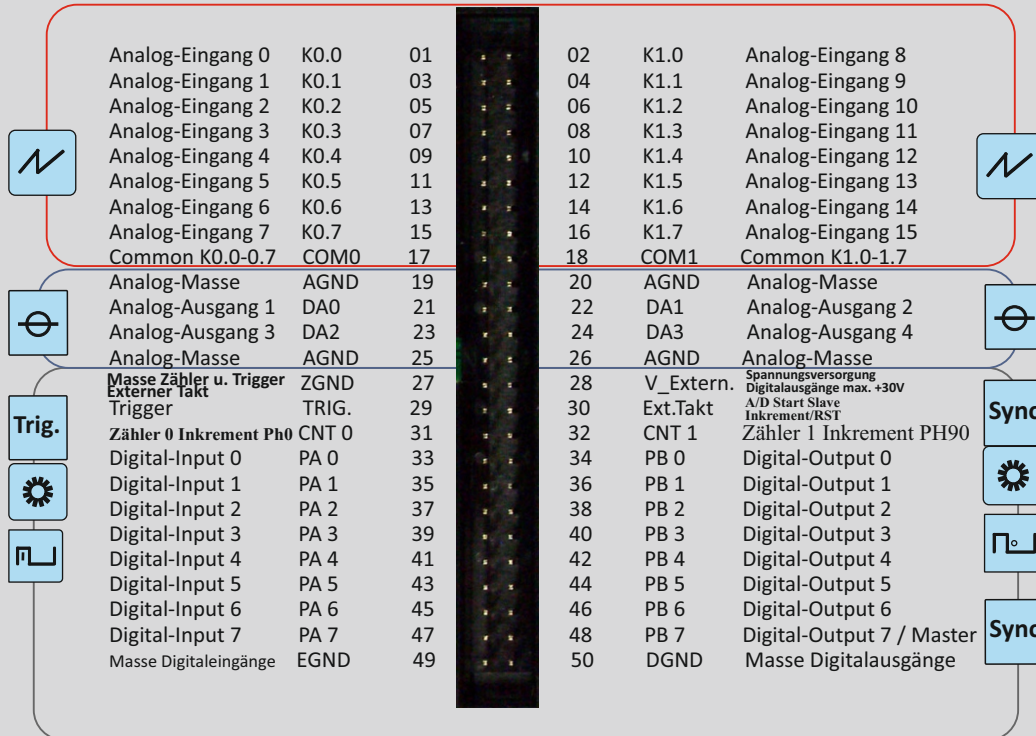 Analog-Eingang 0 K0.0 01 02 K1.0 Analog-Eingang 8
Analog-Eingang 1 K0.1 03 04 K1.1 Analog-Eingang 9
Analog-Eingang 2 K0.2 05 06 K1.2 Analog-Eingang 10
Analog-Eingang 3 K0.3 07 08 K1.3 Analog-Eingang 11
Analog-Eingang 4 K0.4 09 10 K1.4 Analog-Eingang 12
Analog-Eingang 5 K0.5 11 12 K1.5 Analog-Eingang 13
Analog-Eingang 6 K0.6 13 14 K1.6 Analog-Eingang 14
Analog-Eingang 7 K0.7 15 16 K1.7 Analog-Eingang 15
Common K0.0-0.7 COM0 17 18 COM1 Common K1.0-1.7
Analog-Masse AGND 19 20 AGND Analog-Masse
Analog-Ausgang 1 DA0 21 22 DA1 Analog-Ausgang 2
Analog-Ausgang 3 DA2 23 24 DA3 Analog-Ausgang 4
Analog-Masse AGND 25 26 AGND Analog-Masse
Masse Zähler u. Trigger
Externer Takt
ZGND 27 28 V_Extern.
Spannungsversorgung
Digitalausgänge max. +30V
Trigger TRIG. 29 30 Ext.Takt
A/D Start Slave
Inkrement/RST
Trig.
Sync
Zähler 0 Inkrement Ph0 CNT 0 31 32 CNT 1 Zähler 1 Inkrement PH90
Digital-Input 0 PA 0 33 34 PB 0 Digital-Output 0
Digital-Input 1 PA 1 35 36 PB 1 Digital-Output 1
Digital-Input 2 PA 2 37 38 PB 2 Digital-Output 2
Digital-Input 3 PA 3 39 40 PB 3 Digital-Output 3
Digital-Input 4 PA 4 41 42 PB 4 Digital-Output 4
Digital-Input 5 PA 5 43 44 PB 5 Digital-Output 5
Digital-Input 6 PA 6 45 46 PB 6 Digital-Output 6
Digital-Input 7 PA 7 47 48 PB 7 Digital-Output 7 / Master
Sync
Masse Digitaleingänge EGND 49 50 DGND Masse Digitalausgänge